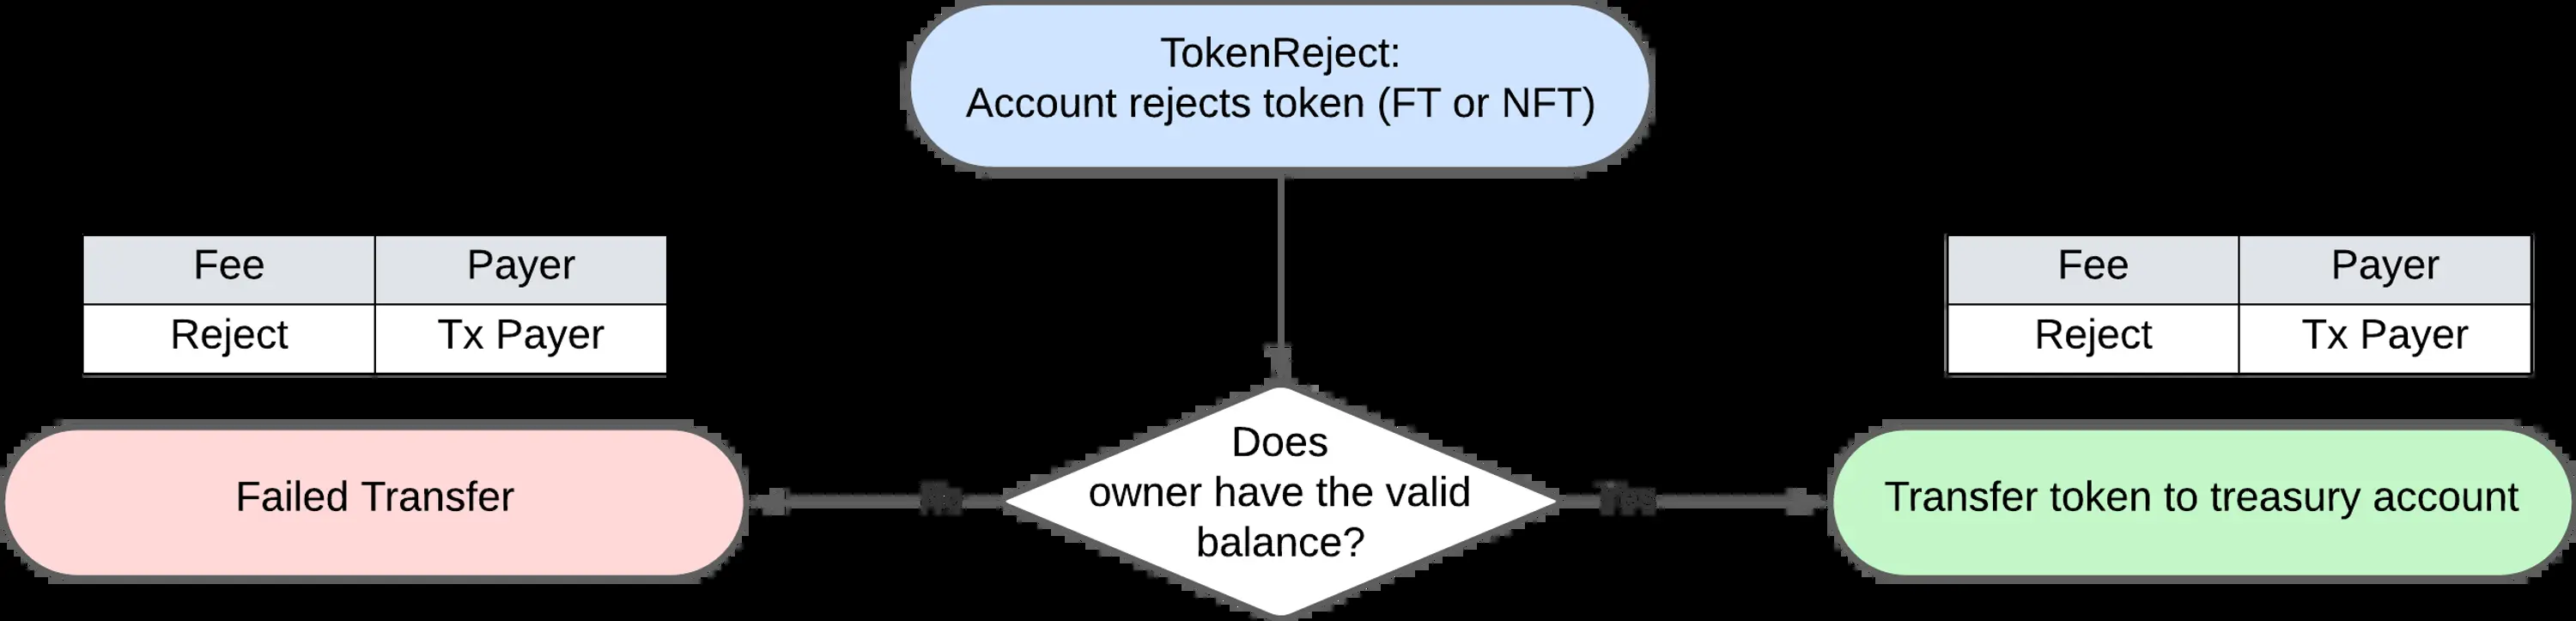 TokenReject:
Account rejects token (FT or NFT)
Fee Payer
Reject Tx Payer
Fee Payer
Reject Tx Payer
Does
owner have the valid
balance?
Failed Transfer
No
Yes
Transfer token to treasury account